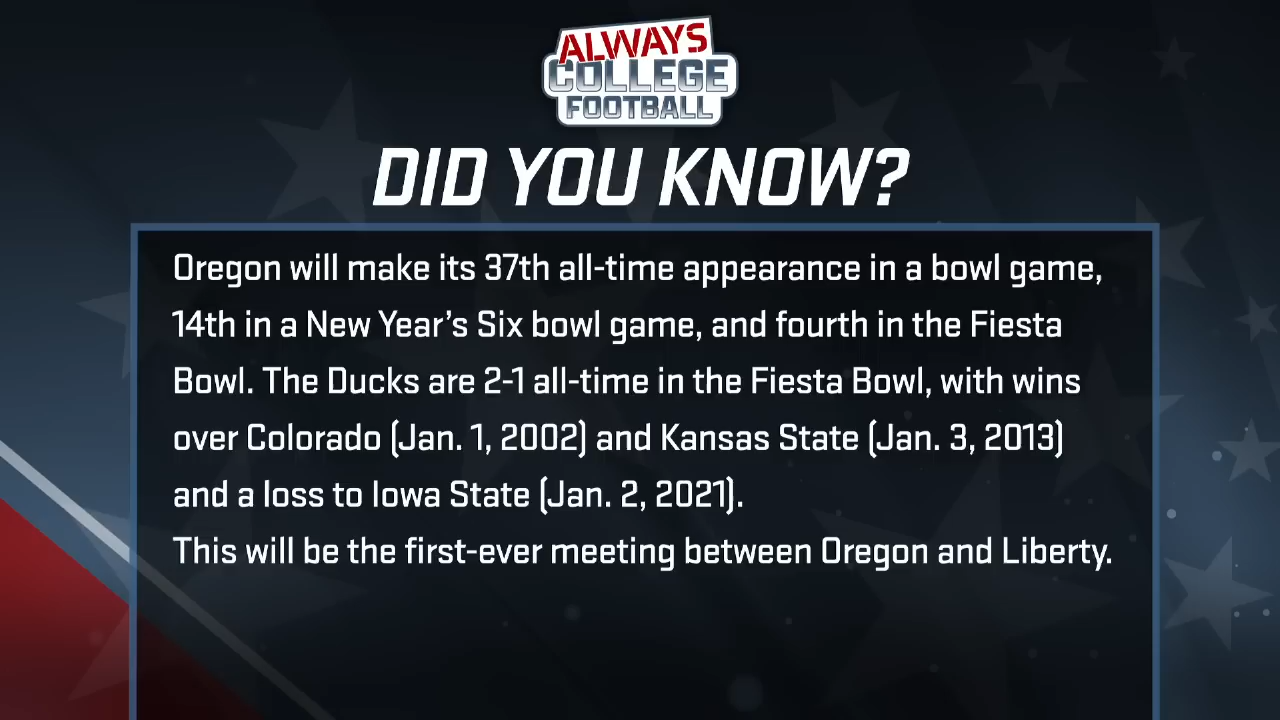 ALWAYS
COLLEGE
FOOTBALL
DID YOU KNOW?
Oregon will make its 37th all-time appearance in a bowl game,
14th in a New Year's Six bowl game, and fourth in the Fiesta
Bowl. The Ducks are 2-1 all-time in the Fiesta Bowl, with wins
over Colorado (Jan. 1, 2002) and Kansas State (Jan. 3, 2013)
and a loss to Iowa State (Jan. 2, 2021).
This will be the first-ever meeting between Oregon and Liberty.